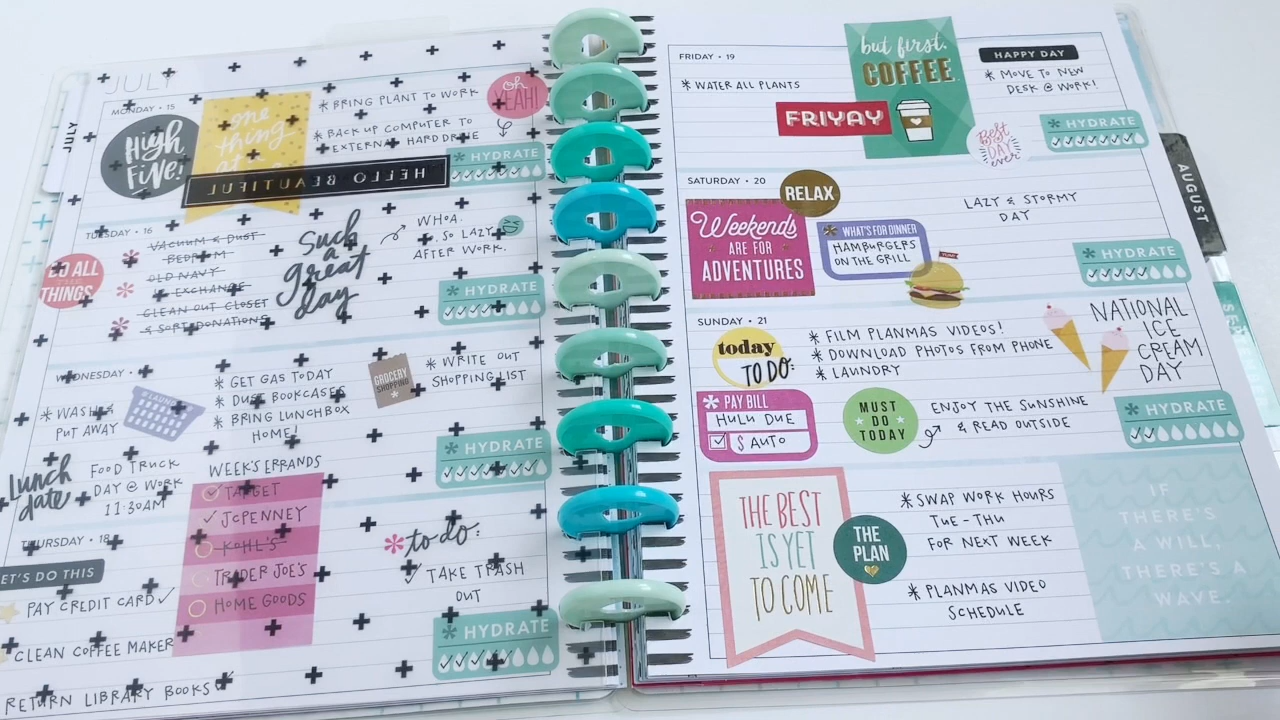 JULY
MONDAY • 15
HIGH
FIVE!
one
thing
at a
* BRING PLANT TO WORK
* BACK UP COMPUTER TO
EXTERNAL HARD DRIVE
oh
YEAH!
HELLO BEAUTIFUL
* HYDRATE
TUESDAY • 16
DO ALL
THE
THINGS
VACUUM & DUST
BEDROOM
OLD NAVY
EXCHANGE
CLEAN OUT CLOSET
& SORT DONATIONS
Such
a
great
day
WHOA.
SO LAZY
AFTER WORK.
* HYDRATE
WEDNESDAY •
* WASH &
PUT AWAY
LAUNDRY
* GET GAS TODAY
* DUST BOOKCASES
* BRING LUNCHBOX
HOME!
GROCERY
SHOPPING
* WRITE OUT
SHOPPING LIST
* HYDRATE
Lunch
date
FOOD TRUCK
DAY @ WORK
11:30AM
WEEK'S ERRANDS
TARGET
JCPENNEY
KOHL'S
TRADER JOE'S
HOME GOODS
THURSDAY • 18
LET'S DO THIS
PAY CREDIT CARD ✓
CLEAN COFFEE MAKER
RETURN LIBRARY BOOKS
* to do:
✓ TAKE TRASH
OUT
* HYDRATE
FRIDAY • 19
* WATER ALL PLANTS
FRIYAY
but first,
COFFEE
HAPPY DAY
* MOVE TO NEW
DESK @ WORK!
Best
DAY
ever
* HYDRATE
SATURDAY • 20
RELAX
Weekends
ARE FOR
ADVENTURES
WHAT'S FOR DINNER
HAMBURGERS
ON THE GRILL
LAZY & STORMY
DAY
* HYDRATE
SUNDAY • 21
today
TO DO:
* FILM PLANMAS VIDEOS!
* DOWNLOAD PHOTOS FROM PHONE
* LAUNDRY
NATIONAL
ICE
CREAM
DAY
* PAY BILL
HULU DUE
$ AUTO
MUST
DO
TODAY
ENJOY THE SUNSHINE
& READ OUTSIDE
* HYDRATE
THE BEST
IS YET
TO COME
THE
PLAN
* SWAP WORK HOURS
TUE - THU
FOR NEXT WEEK
* PLANMAS VIDEO
SCHEDULE
IF
THERE'S
A WILL,
THERE'S A
WAVE.
AUGUST